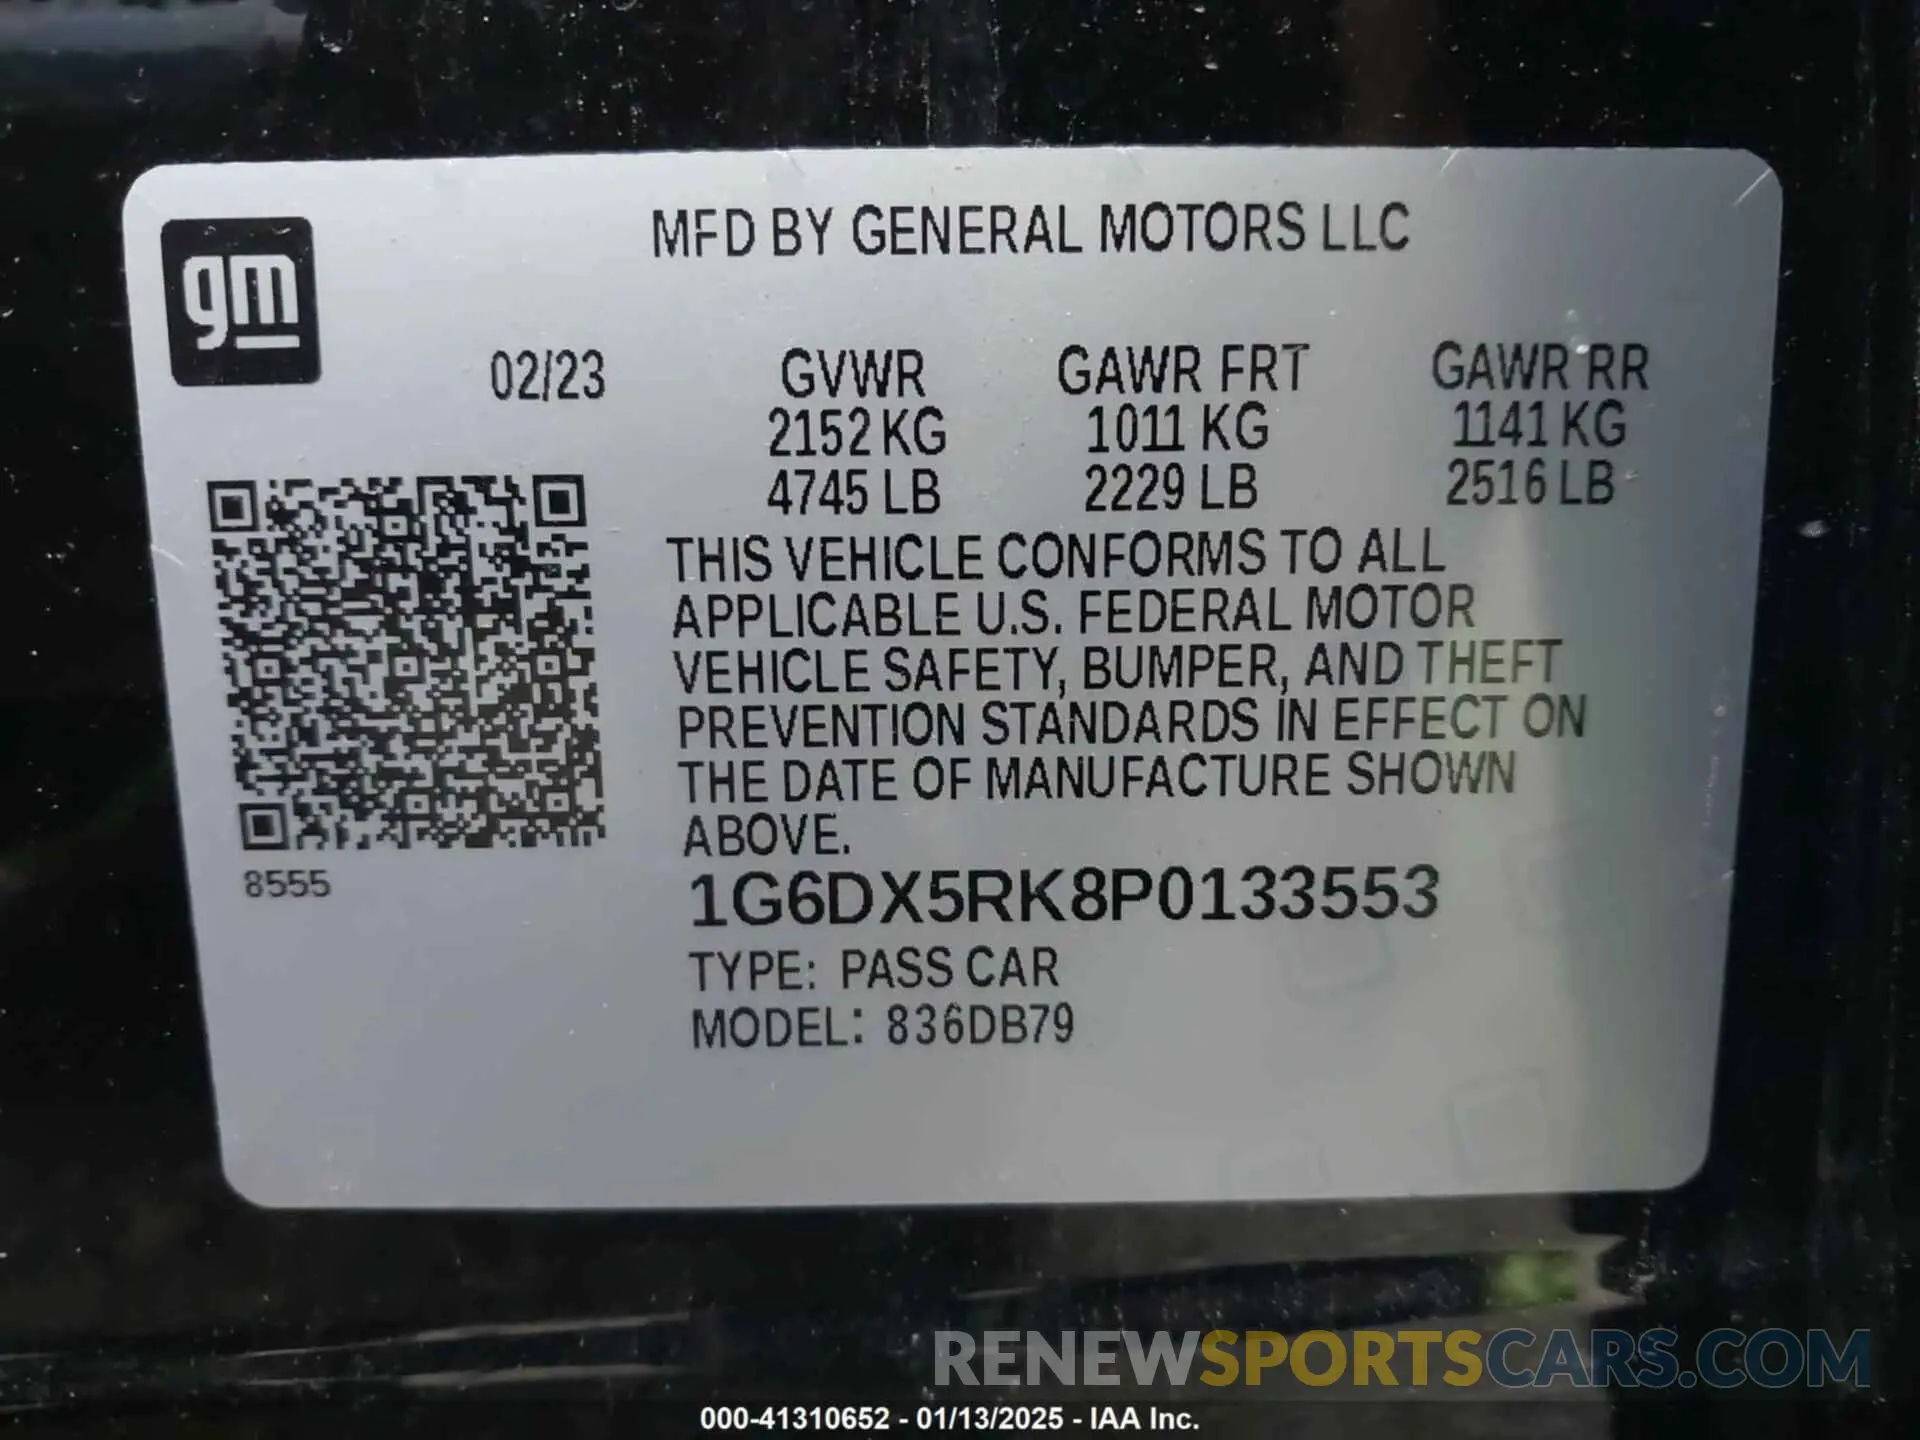 MFD BY GENERAL MOTORS LLC
gm
02/23 GVWR GAWR FRT GAWR RR
2152 KG 1011 KG 1141 KG
4745 LB 2229 LB 2516 LB
THIS VEHICLE CONFORMS TO ALL
APPLICABLE U.S. FEDERAL MOTOR
VEHICLE SAFETY, BUMPER, AND THEFT
PREVENTION STANDARDS IN EFFECT ON
THE DATE OF MANUFACTURE SHOWN
ABOVE.
8555
1G6DX5RK8P0133553
TYPE: PASS CAR
MODEL: 836DB79
RENEWSPORTSCARS.COM
000-41310652 - 01/13/2025 - IAA Inc.